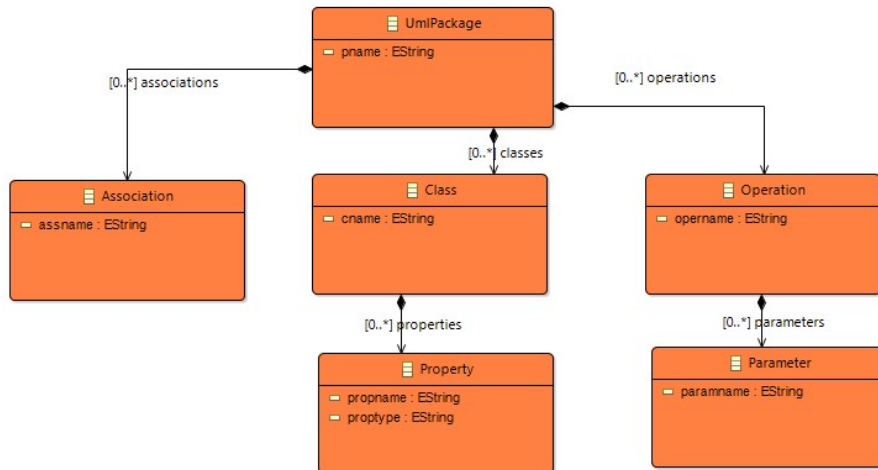 UmlPackage
pname : EString
[0..*] associations
[0..*] operations
[0..*] classes
Association
assname : EString
Class
cname : EString
Operation
opername : EString
[0..*] properties
[0..*] parameters
Property
propname : EString
proptype : EString
Parameter
paramname : EString